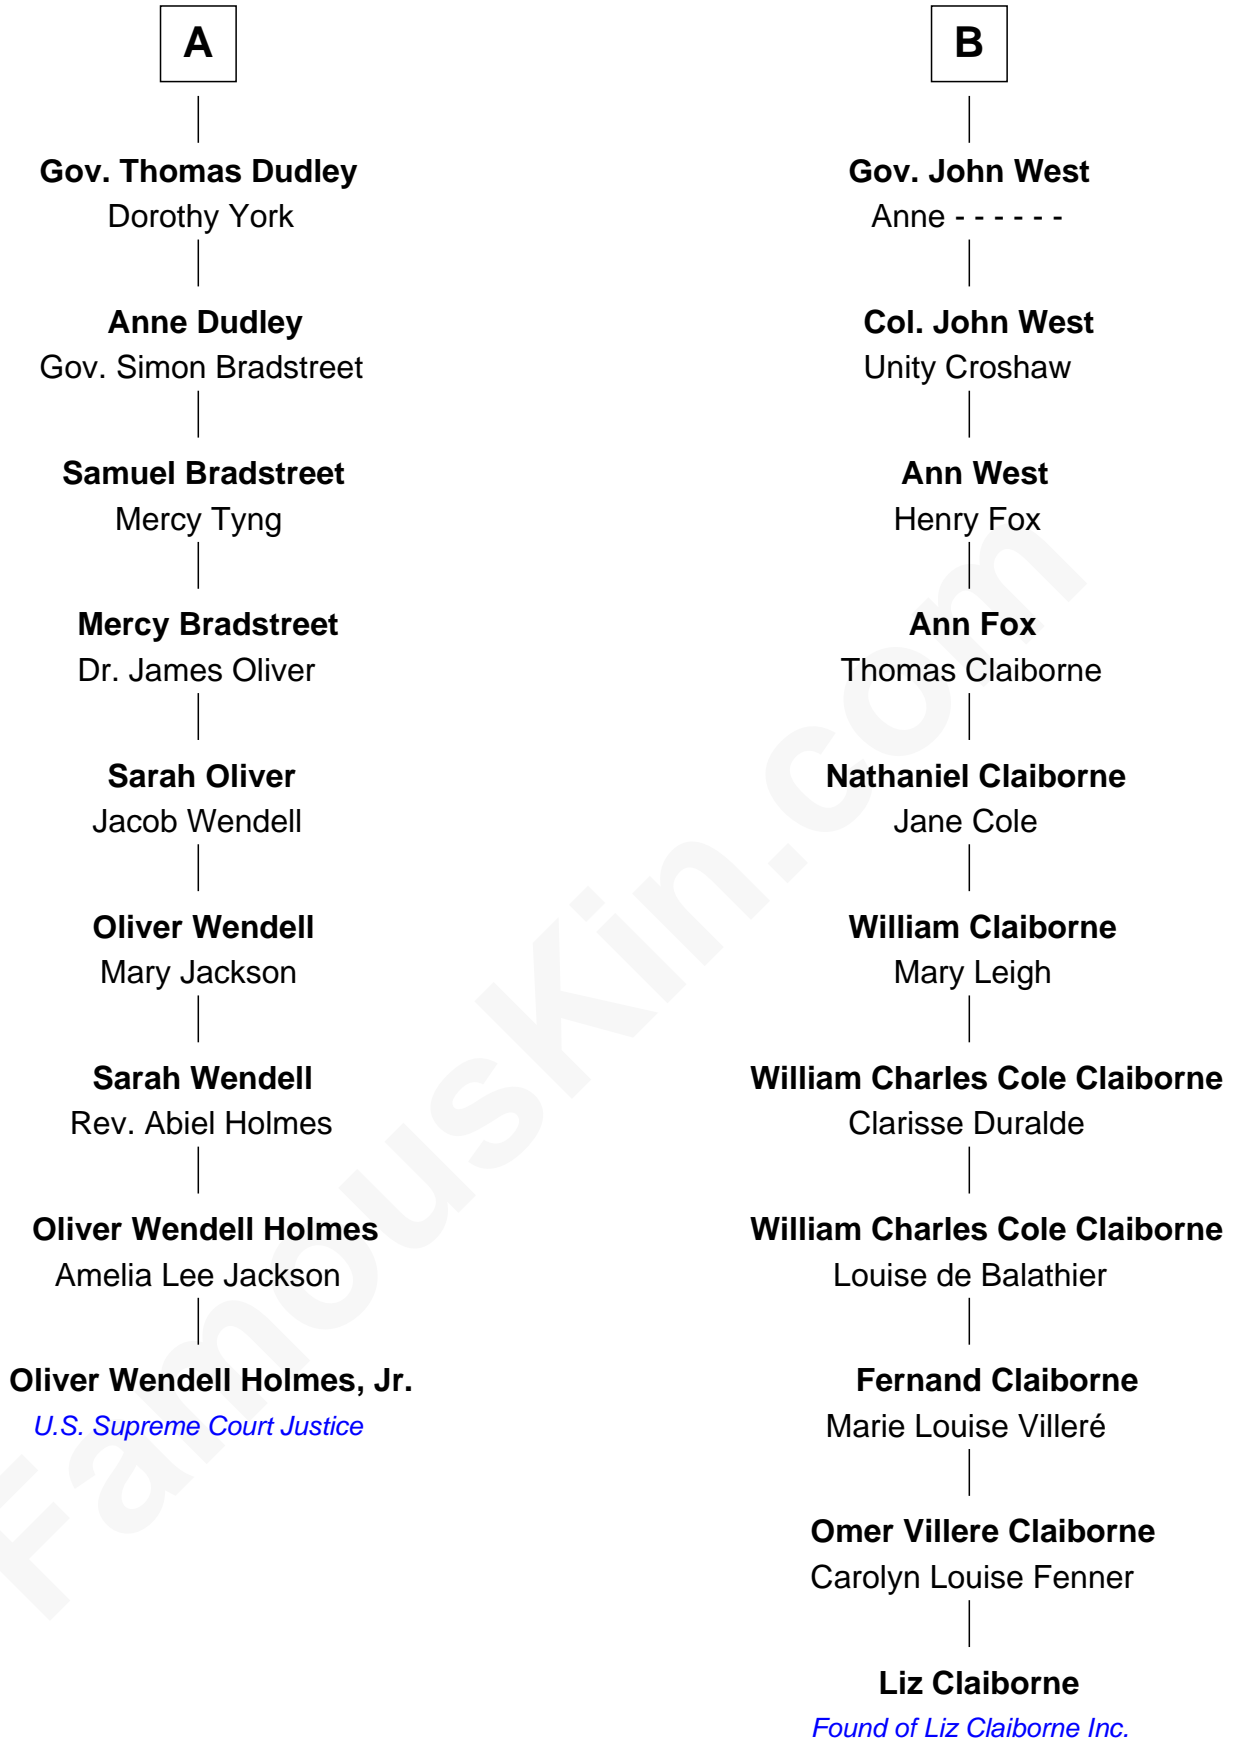 A
Gov. Thomas Dudley
Dorothy York
Anne Dudley
Gov. Simon Bradstreet
Samuel Bradstreet
Mercy Tyng
Mercy Bradstreet
Dr. James Oliver
Sarah Oliver
Jacob Wendell
Oliver Wendell
Mary Jackson
Sarah Wendell
Rev. Abiel Holmes
Oliver Wendell Holmes
Amelia Lee Jackson
Oliver Wendell Holmes, Jr.
U.S. Supreme Court Justice
B
Gov. John West
Anne - - - - - -
Col. John West
Unity Croshaw
Ann West
Henry Fox
Ann Fox
Thomas Claiborne
Nathaniel Claiborne
Jane Cole
William Claiborne
Mary Leigh
William Charles Cole Claiborne
Clarisse Duralde
William Charles Cole Claiborne
Louise de Balathier
Fernand Claiborne
Marie Louise Villeré
Omer Villere Claiborne
Carolyn Louise Fenner
Liz Claiborne
Found of Liz Claiborne Inc.
FamousKin.com